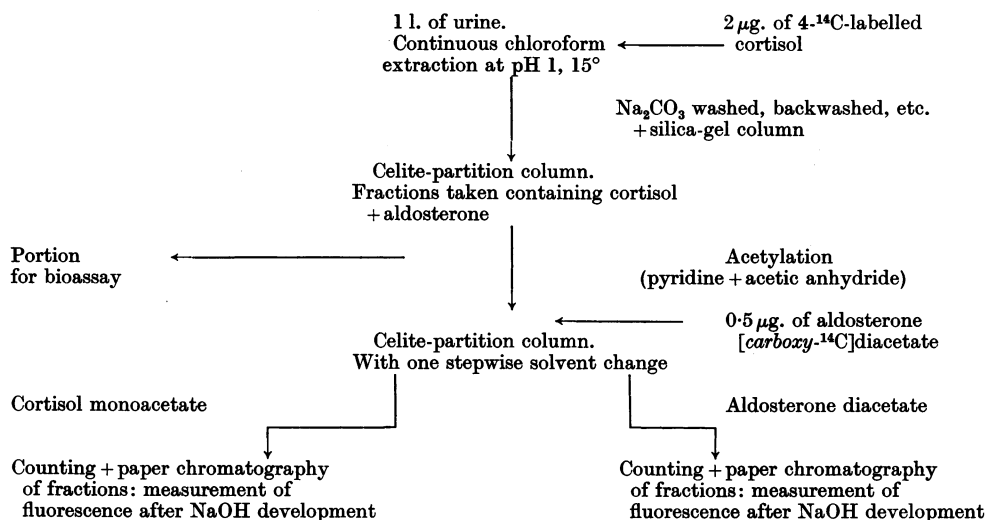 1 l. of urine.
Continuous chloroform
extraction at pH 1, 15°
2 µg. of 4-¹⁴C-labelled
cortisol
Na₂CO₃ washed, backwashed, etc.
+ silica-gel column
Celite-partition column.
Fractions taken containing cortisol
+ aldosterone
Portion
for bioassay
Acetylation
(pyridine + acetic anhydride)
0·5 µg. of aldosterone
[carboxy-¹⁴C]diacetate
Celite-partition column.
With one stepwise solvent change
Cortisol monoacetate
Aldosterone diacetate
Counting + paper chromatography
of fractions: measurement of
fluorescence after NaOH development
Counting + paper chromatography
of fractions: measurement of
fluorescence after NaOH development